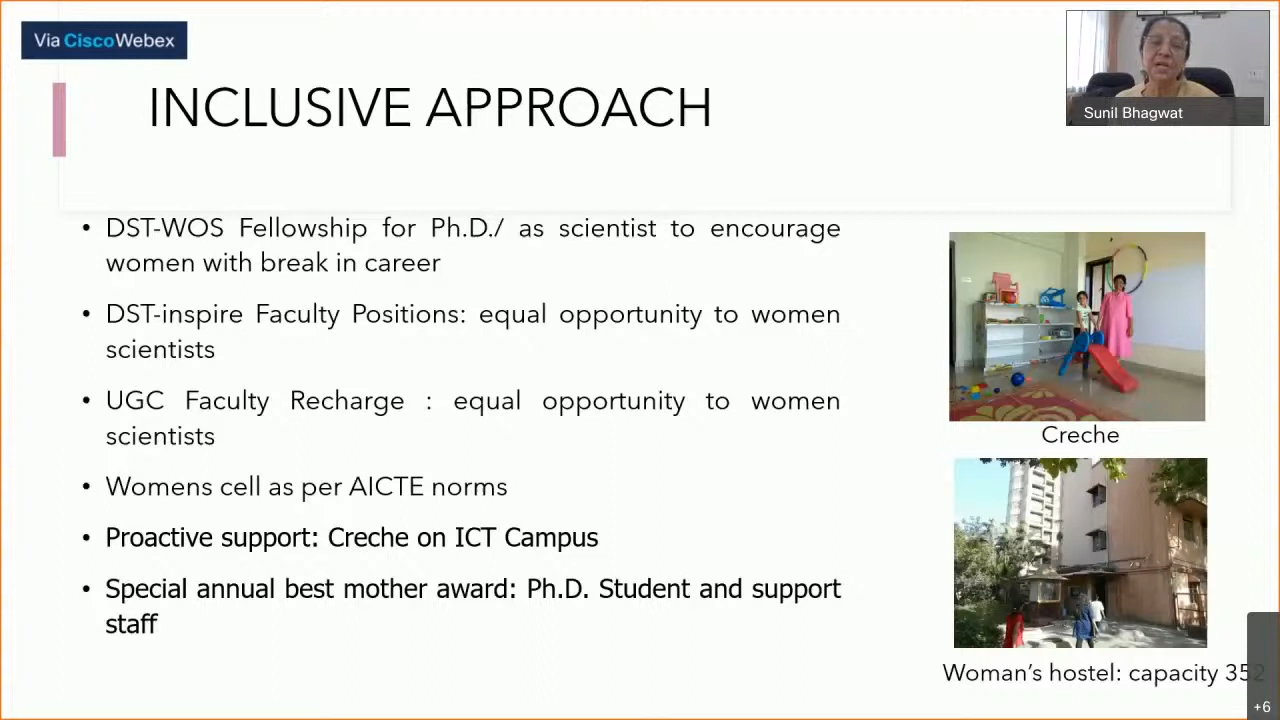 Via CiscoWebex
Sunil Bhagwat
INCLUSIVE APPROACH
• DST-WOS Fellowship for Ph.D./ as scientist to encourage
women with break in career
• DST-inspire Faculty Positions: equal opportunity to women
scientists
• UGC Faculty Recharge : equal opportunity to women
scientists
• Womens cell as per AICTE norms
• Proactive support: Creche on ICT Campus
• Special annual best mother award: Ph.D. Student and support
staff
Creche
Woman’s hostel: capacity 352
+6